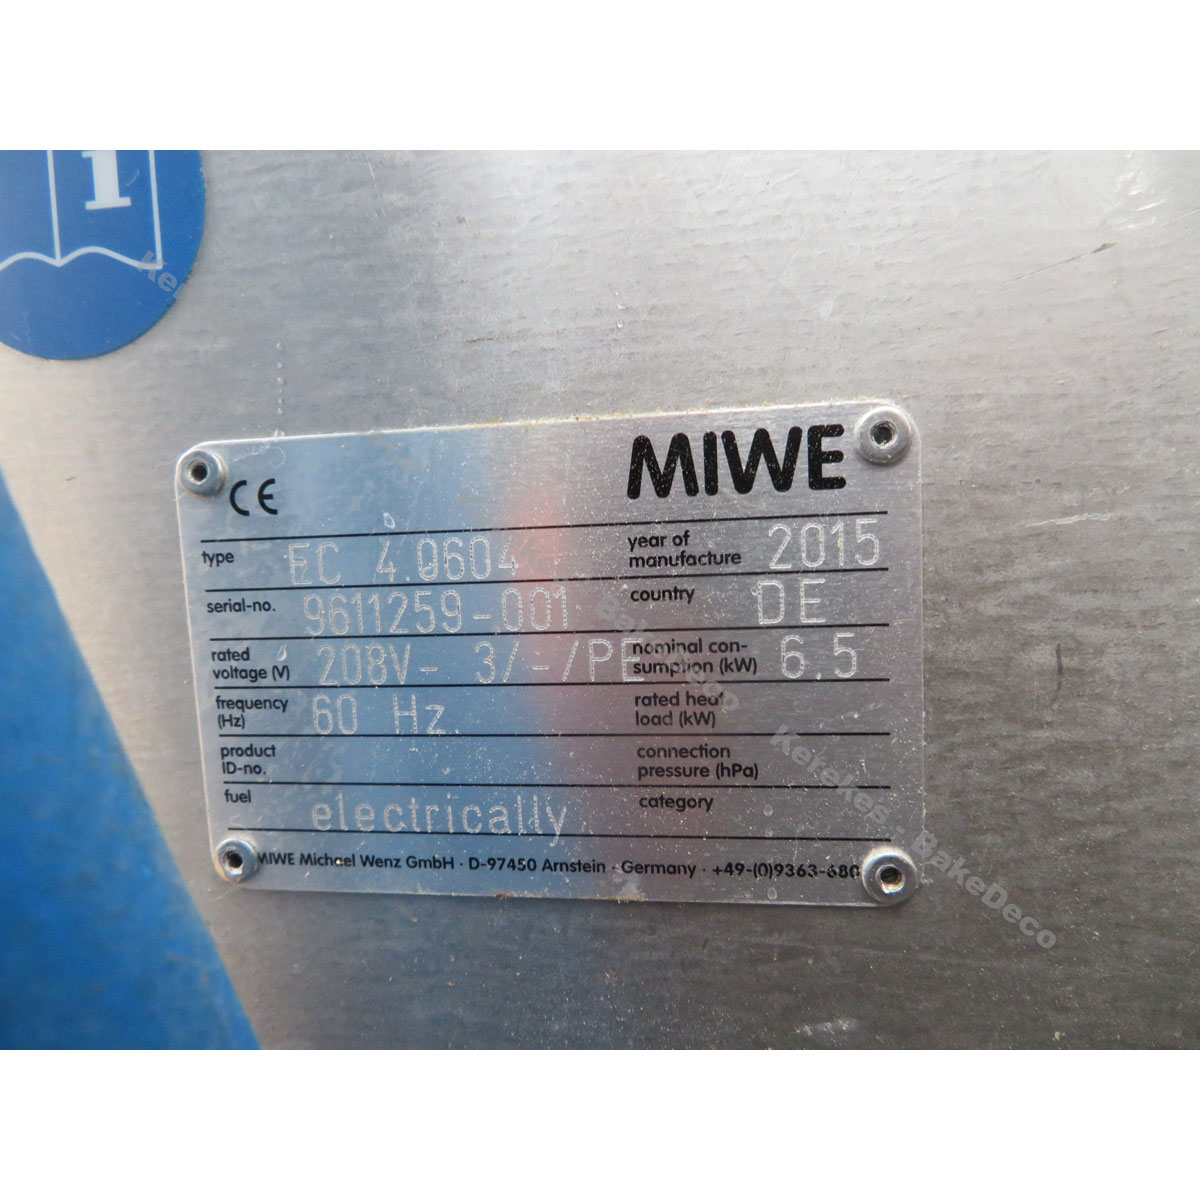 i
MIWE
CE
type EC 4.0604 year of manufacture 2015
serial-no. 9611259-001 country DE
rated voltage (V) 208V- 3/-/PE nominal con-sumption (kW) 6.5
frequency (Hz) 60 Hz. rated heat load (kW)
product ID-no. connection pressure (hPa)
fuel electrically category
MIWE Michael Wenz GmbH · D-97450 Arnstein · Germany · +49-(0)9363-680
Kerekes · BakeDeco